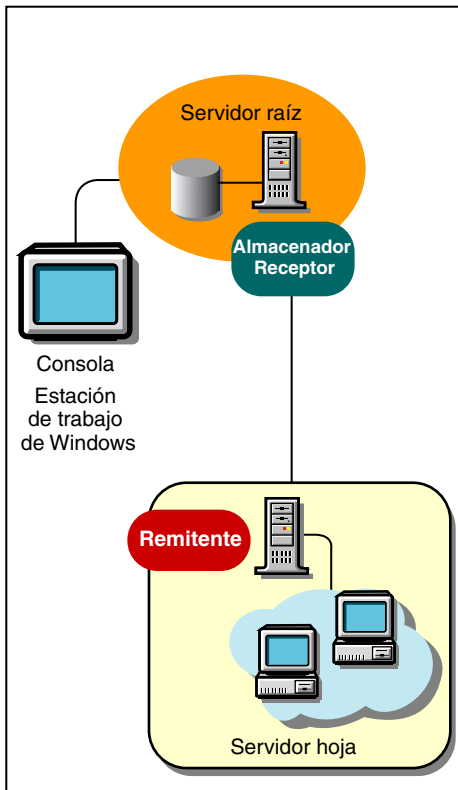 Servidor raíz
Almacenador
Receptor
Consola
Estación
de trabajo
de Windows
Remitente
Servidor hoja